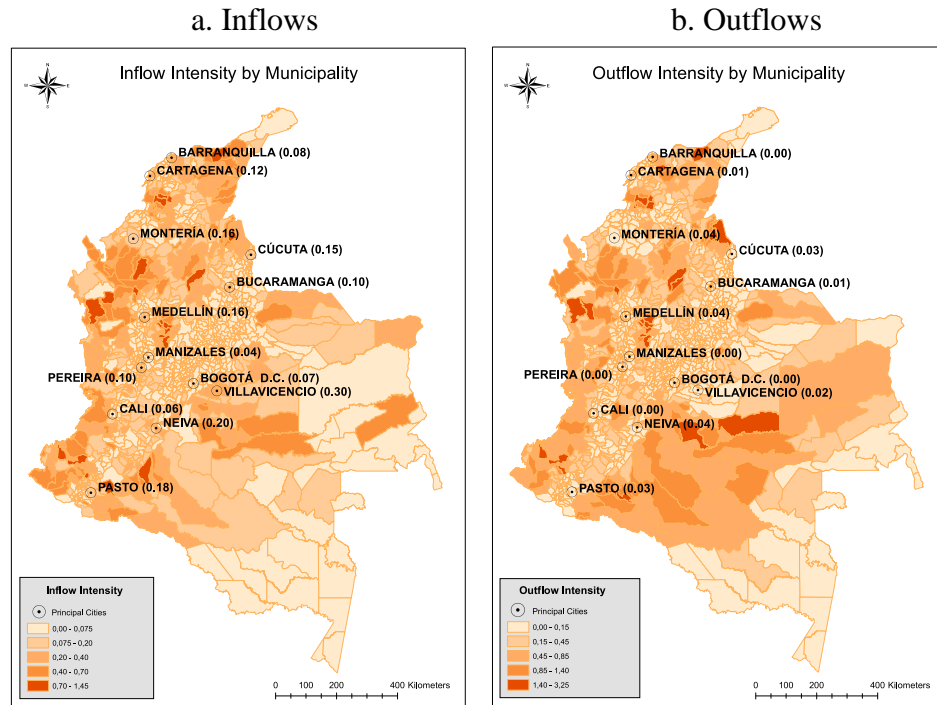 a. Inflows
Inflow Intensity by Municipality
N
W E
S
BARRANQUILLA (0.08)
CARTAGENA (0.12)
MONTERÍA (0.16)
CÚCUTA (0.15)
BUCARAMANGA (0.10)
MEDELLÍN (0.16)
MANIZALES (0.04)
PEREIRA (0.10)
BOGOTÁ D.C. (0.07)
VILLAVICENCIO (0.30)
CALI (0.06)
NEIVA (0.20)
PASTO (0.18)
Inflow Intensity
Principal Cities
0,00 – 0,075
0,075 – 0,20
0,20 – 0,40
0,40 – 0,70
0,70 – 1,45
0 100 200 400 Kilometers
b. Outflows
Outflow Intensity by Municipality
N
W E
S
BARRANQUILLA (0.00)
CARTAGENA (0.01)
MONTERÍA (0.04)
CÚCUTA (0.03)
BUCARAMANGA (0.01)
MEDELLÍN (0.04)
MANIZALES (0.00)
PEREIRA (0.00)
BOGOTÁ D.C. (0.00)
VILLAVICENCIO (0.02)
CALI (0.00)
NEIVA (0.04)
PASTO (0.03)
Outflow Intensity
Principal Cities
0,00 – 0,15
0,15 – 0,45
0,45 – 0,85
0,85 – 1,40
1,40 – 3,25
0 100 200 400 Kilometers